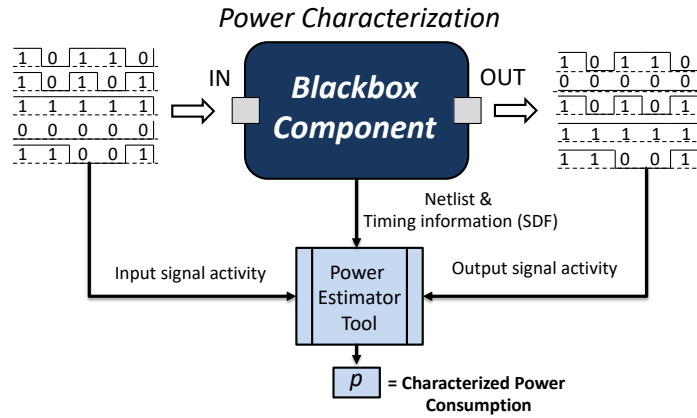 Power Characterization
1 0 1 1 0
1 0 1 0 1
1 1 1 1 1
0 0 0 0 0
1 1 0 0 1
IN
Blackbox
Component
OUT
1 0 1 1 0
0 0 0 0 0
1 0 1 0 1
1 1 1 1 1
1 1 0 0 1
Netlist &
Timing information (SDF)
Input signal activity
Power
Estimator
Tool
Output signal activity
p
= Characterized Power
Consumption